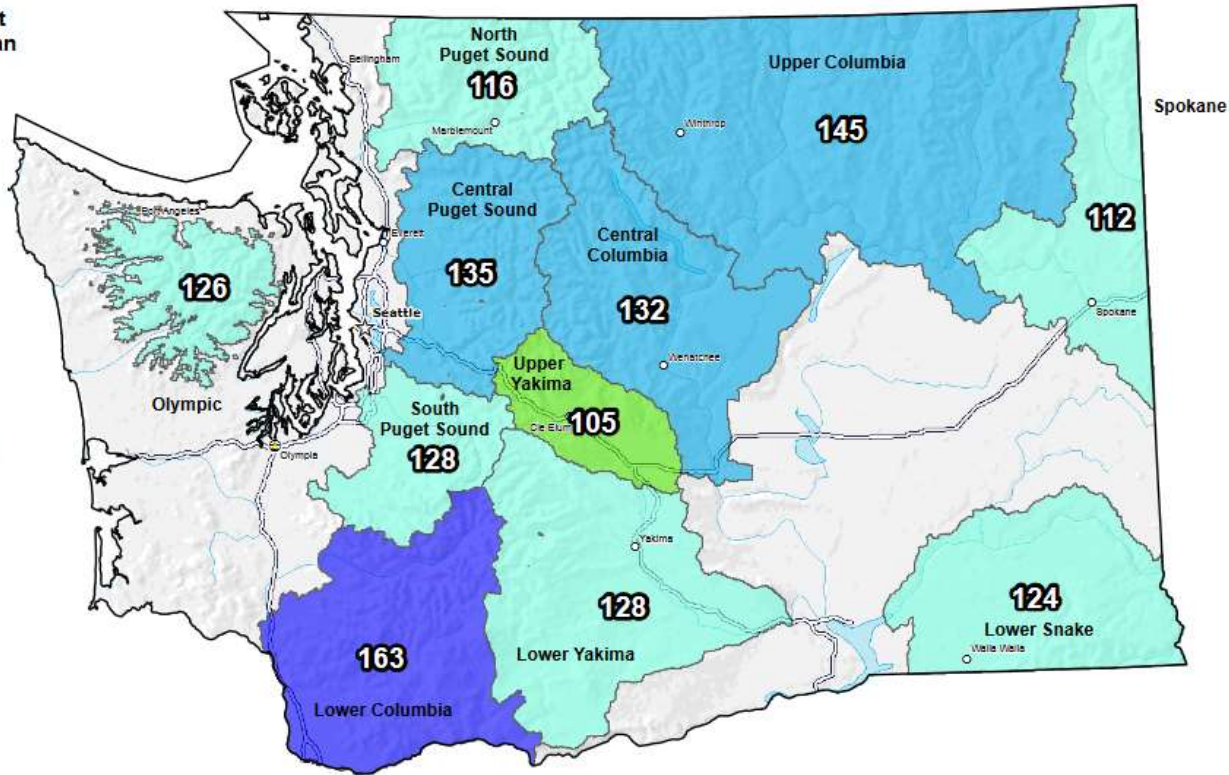 t
an
North
Puget Sound
116
Bellingham
Marblemount
Upper Columbia
145
Winthrop
Spokane
112
Spokane
Central
Puget Sound
135
Everett
Seattle
Central
Columbia
132
Wenatchee
Port Angeles
126
Olympic
Olympia
Upper
Yakima
105
Cle Elum
South
Puget Sound
128
Yakima
128
Lower Yakima
163
Lower Columbia
124
Lower Snake
Walla Walla